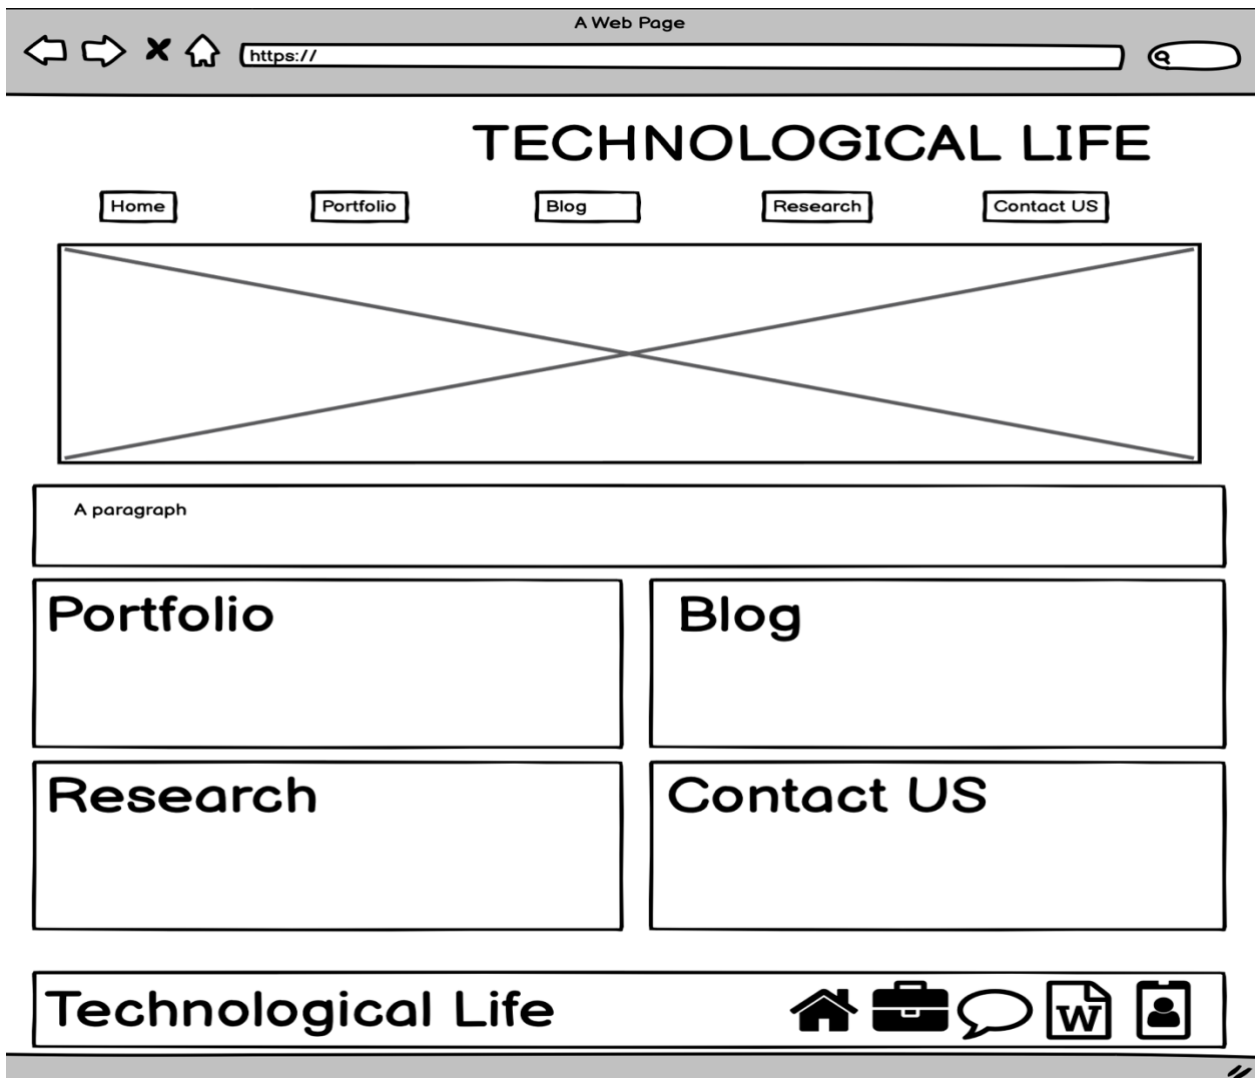 A Web Page
https://
TECHNOLOGICAL LIFE
Home Portfolio Blog Research Contact US
A paragraph
Portfolio Blog
Research Contact US
Technological Life W